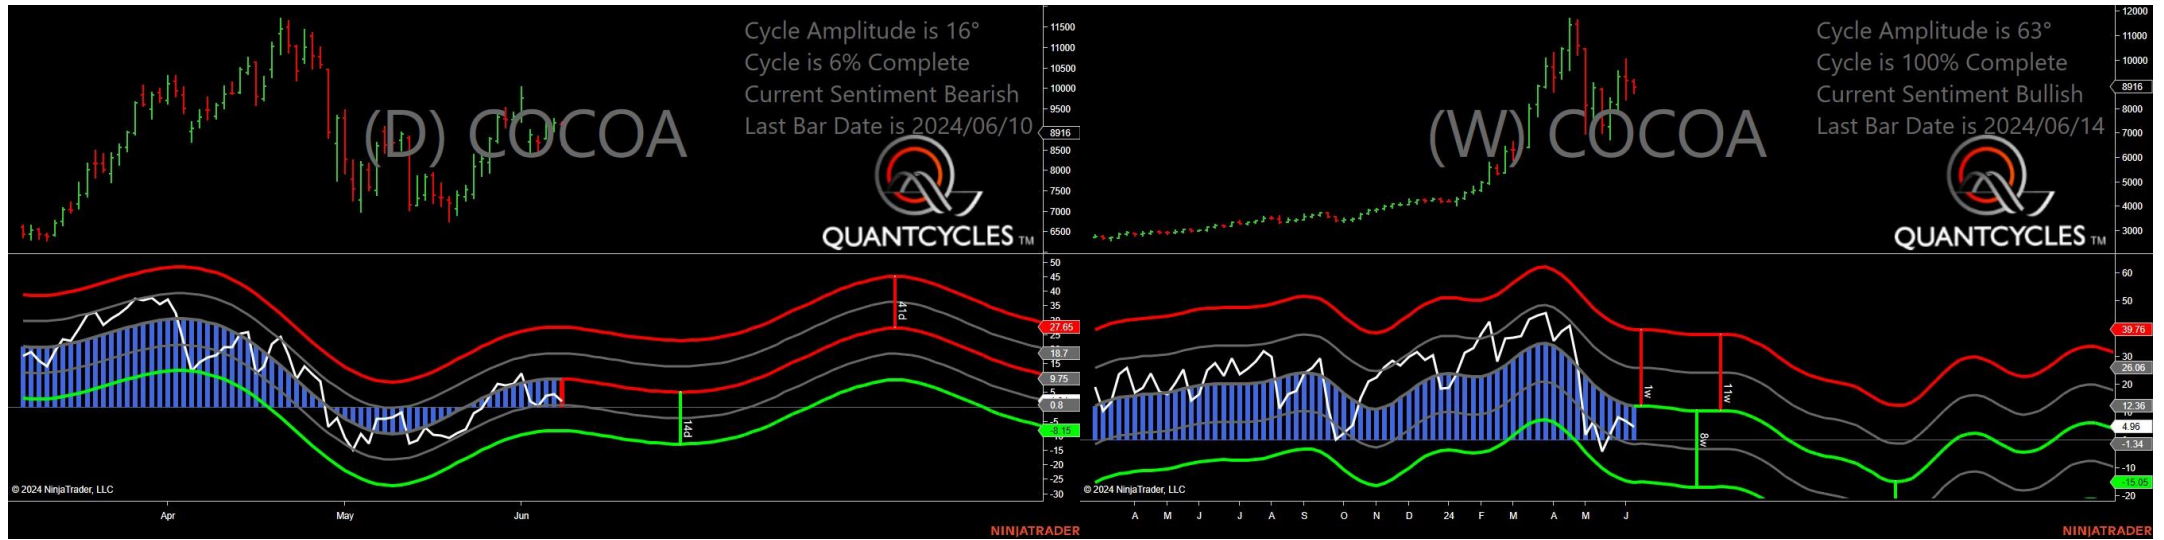 Cycle Amplitude is 16°
Cycle is 6% Complete
Current Sentiment Bearish
Last Bar Date is 2024/06/10
(D) COCOA
QUANTCYCLES TM
11500
11000
10500
10000
9500
8916
8500
8000
7500
7000
6500
50
45
40
35
27.65
18.7
15
9.75
0.8
-8.15
-15
-20
-25
-30
41d
14d
© 2024 NinjaTrader, LLC
Apr May Jun
NINJATRADER
Cycle Amplitude is 63°
Cycle is 100% Complete
Current Sentiment Bullish
Last Bar Date is 2024/06/14
(W) COCOA
QUANTCYCLES TM
12000
11000
10000
8916
8000
7000
6000
5000
4000
3000
60
50
39.76
30
26.06
20
12.36
4.96
-1.34
-10
-15.05
-20
1w
11w
8w
© 2024 NinjaTrader, LLC
A M J J A S O N D 24 F M A M J
NINJATRADER